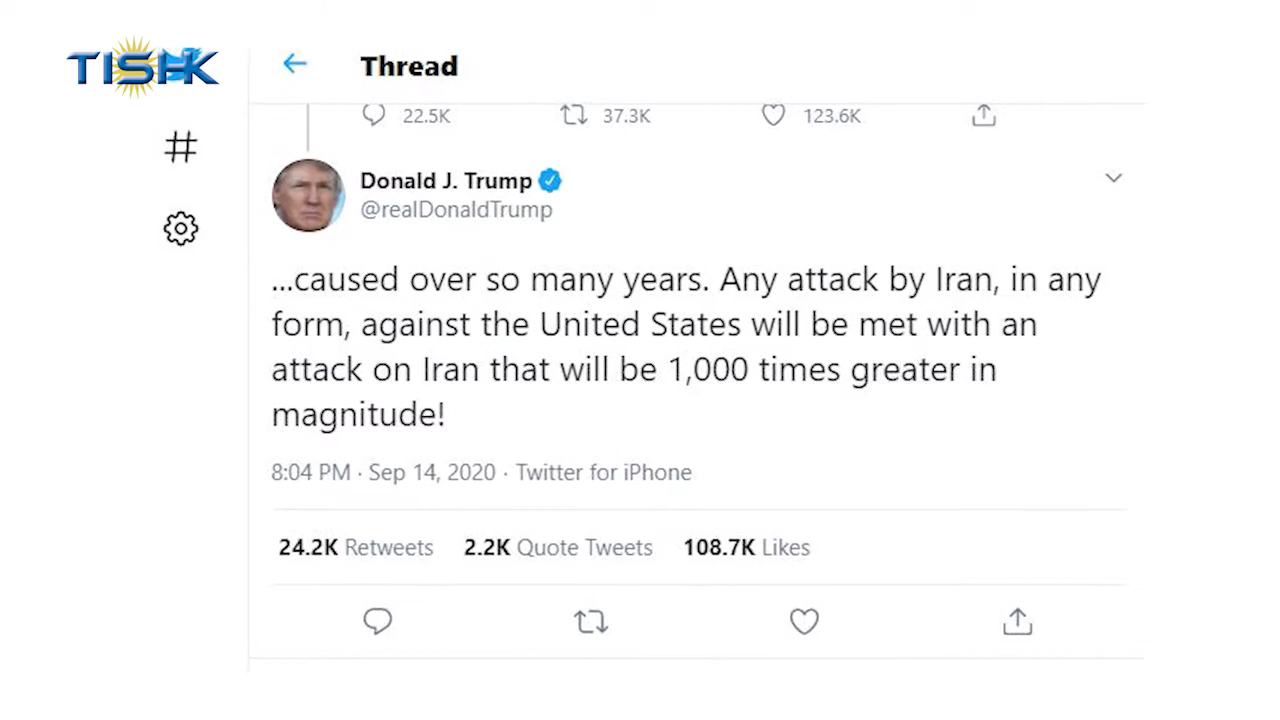 TISHK
Thread
22.5K 37.3K 123.6K
Donald J. Trump
@realDonaldTrump
...caused over so many years. Any attack by Iran, in any
form, against the United States will be met with an
attack on Iran that will be 1,000 times greater in
magnitude!
8:04 PM · Sep 14, 2020 · Twitter for iPhone
24.2K Retweets 2.2K Quote Tweets 108.7K Likes